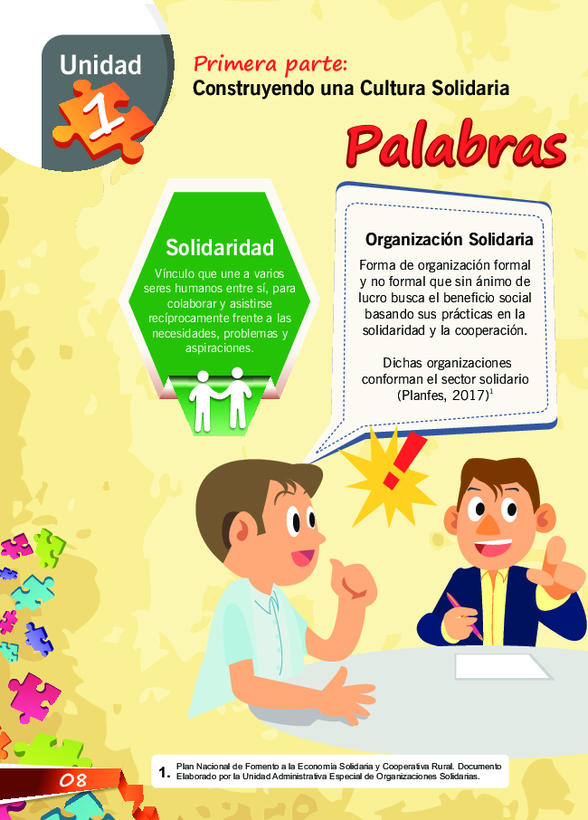 Unidad
1
Primera parte:
Construyendo una Cultura Solidaria
Palabras
Solidaridad
Vínculo que une a varios
seres humanos entre sí, para
colaborar y asistirse
recíprocamente frente a las
necesidades, problemas y
aspiraciones.
Organización Solidaria
Forma de organización formal
y no formal que sin ánimo de
lucro busca el beneficio social
basando sus prácticas en la
solidaridad y la cooperación.
Dichas organizaciones
conforman el sector solidario
(Planfes, 2017)¹
!
1. Plan Nacional de Fomento a la Economía Solidaria y Cooperativa Rural. Documento
Elaborado por la Unidad Administrativa Especial de Organizaciones Solidarias.
08